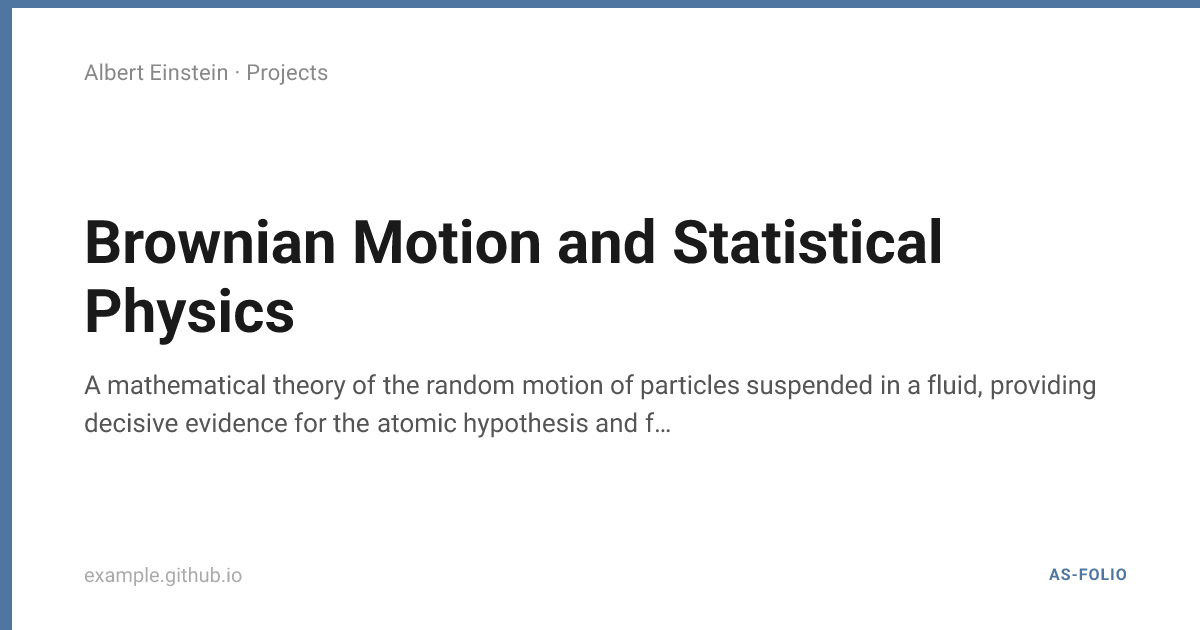 Albert Einstein · Projects
Brownian Motion and Statistical
Physics
A mathematical theory of the random motion of particles suspended in a fluid, providing
decisive evidence for the atomic hypothesis and f…
example.github.io
AS-FOLIO